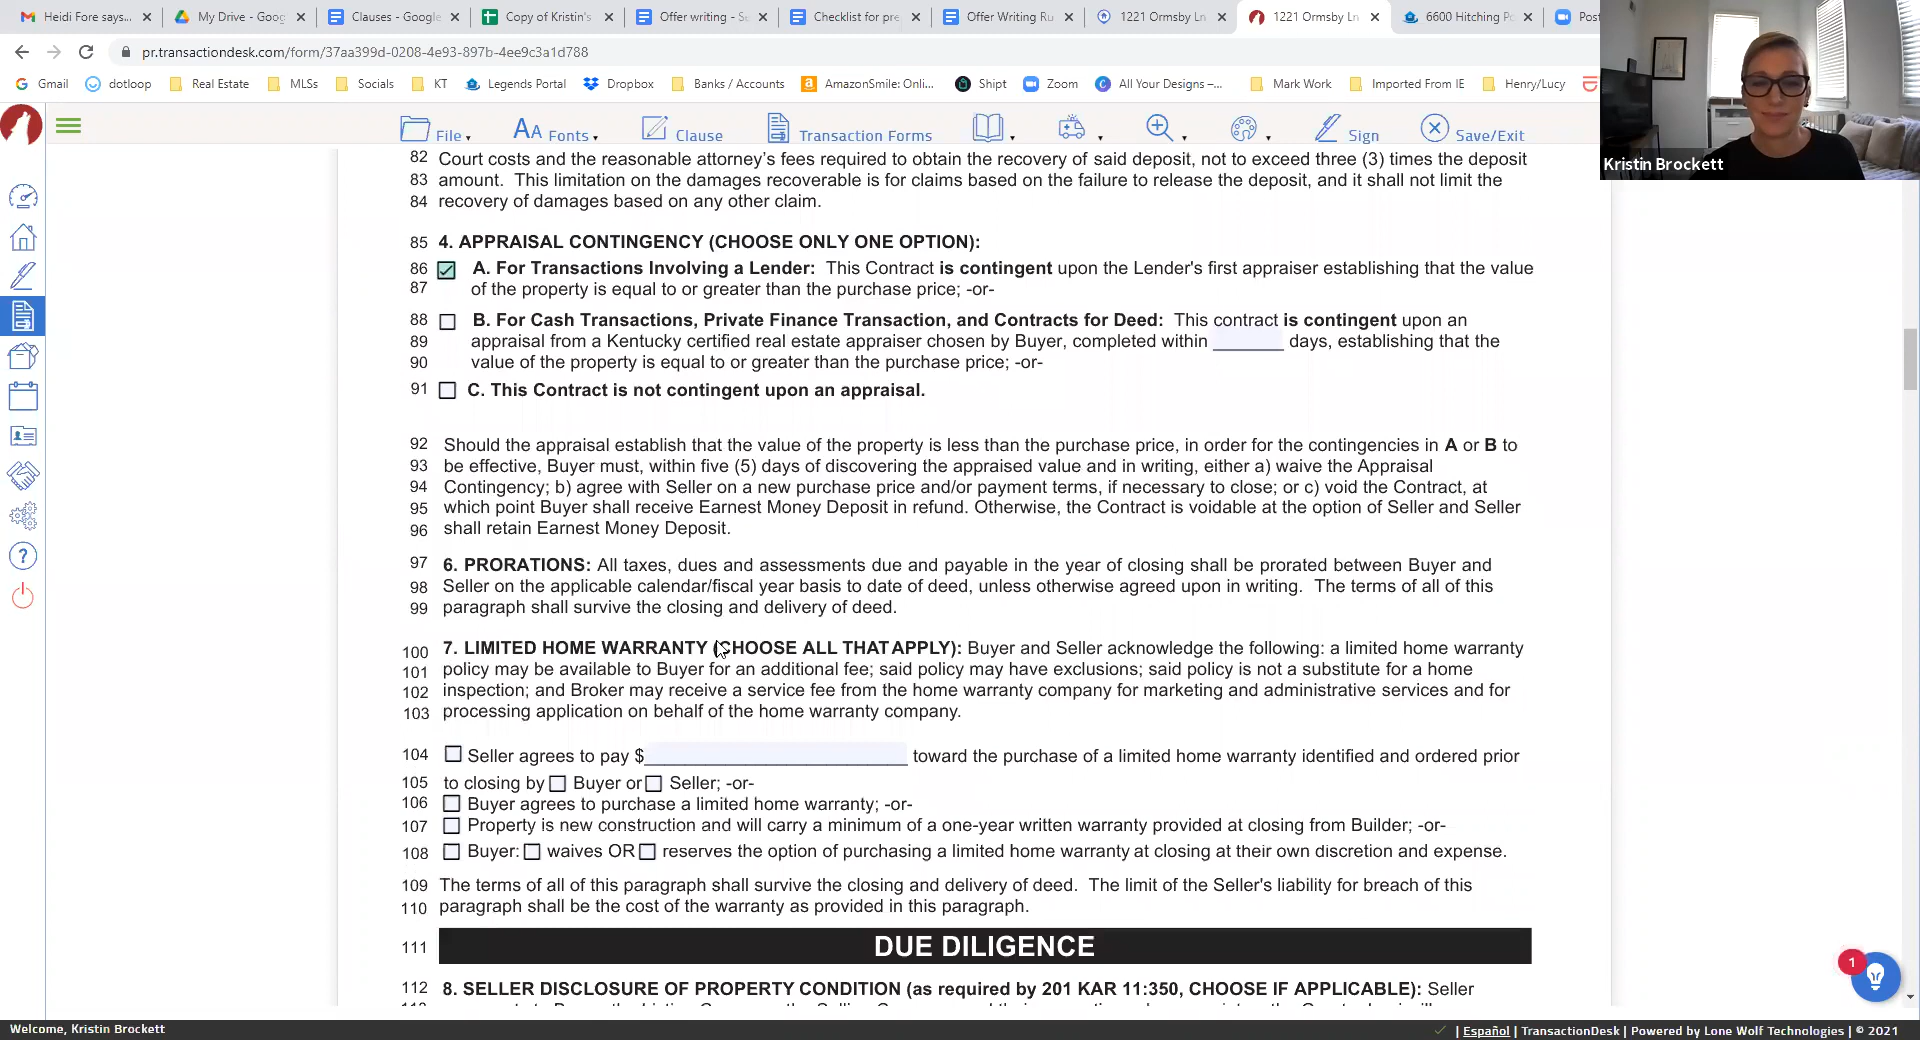 Heidi Fore says...
My Drive - Goog
Clauses - Google
Copy of Kristin's
Offer writing - S
Checklist for pre
Offer Writing Ru
1221 Ormsby Ln
1221 Ormsby Ln
6600 Hitching Po
Post
pr.transactiondesk.com/form/37aa399d-0208-4e93-897b-4ee9c3a1d788
Gmail
dotloop
Real Estate
MLSs
Socials
KT
Legends Portal
Dropbox
Banks / Accounts
AmazonSmile: Onli...
Shipt
Zoom
All Your Designs –...
Mark Work
Imported From IE
Henry/Lucy
File
Fonts
Clause
Transaction Forms
Sign
Save/Exit
Kristin Brockett
82 Court costs and the reasonable attorney's fees required to obtain the recovery of said deposit, not to exceed three (3) times the deposit
83 amount. This limitation on the damages recoverable is for claims based on the failure to release the deposit, and it shall not limit the
84 recovery of damages based on any other claim.
85 4. APPRAISAL CONTINGENCY (CHOOSE ONLY ONE OPTION):
86 A. For Transactions Involving a Lender: This Contract is contingent upon the Lender's first appraiser establishing that the value
87 of the property is equal to or greater than the purchase price; -or-
88 B. For Cash Transactions, Private Finance Transaction, and Contracts for Deed: This contract is contingent upon an
89 appraisal from a Kentucky certified real estate appraiser chosen by Buyer, completed within days, establishing that the
90 value of the property is equal to or greater than the purchase price; -or-
91 C. This Contract is not contingent upon an appraisal.
92 Should the appraisal establish that the value of the property is less than the purchase price, in order for the contingencies in A or B to
93 be effective, Buyer must, within five (5) days of discovering the appraised value and in writing, either a) waive the Appraisal
94 Contingency; b) agree with Seller on a new purchase price and/or payment terms, if necessary to close; or c) void the Contract, at
95 which point Buyer shall receive Earnest Money Deposit in refund. Otherwise, the Contract is voidable at the option of Seller and Seller
96 shall retain Earnest Money Deposit.
97 6. PRORATIONS: All taxes, dues and assessments due and payable in the year of closing shall be prorated between Buyer and
98 Seller on the applicable calendar/fiscal year basis to date of deed, unless otherwise agreed upon in writing. The terms of all of this
99 paragraph shall survive the closing and delivery of deed.
100 7. LIMITED HOME WARRANTY (CHOOSE ALL THAT APPLY): Buyer and Seller acknowledge the following: a limited home warranty
101 policy may be available to Buyer for an additional fee; said policy may have exclusions; said policy is not a substitute for a home
102 inspection; and Broker may receive a service fee from the home warranty company for marketing and administrative services and for
103 processing application on behalf of the home warranty company.
104 Seller agrees to pay $ toward the purchase of a limited home warranty identified and ordered prior
105 to closing by Buyer or Seller; -or-
106 Buyer agrees to purchase a limited home warranty; -or-
107 Property is new construction and will carry a minimum of a one-year written warranty provided at closing from Builder; -or-
108 Buyer: waives OR reserves the option of purchasing a limited home warranty at closing at their own discretion and expense.
109 The terms of all of this paragraph shall survive the closing and delivery of deed. The limit of the Seller's liability for breach of this
110 paragraph shall be the cost of the warranty as provided in this paragraph.
111 DUE DILIGENCE
112 8. SELLER DISCLOSURE OF PROPERTY CONDITION (as required by 201 KAR 11:350, CHOOSE IF APPLICABLE): Seller
1
Welcome, Kristin Brockett
| Español | TransactionDesk | Powered by Lone Wolf Technologies | © 2021